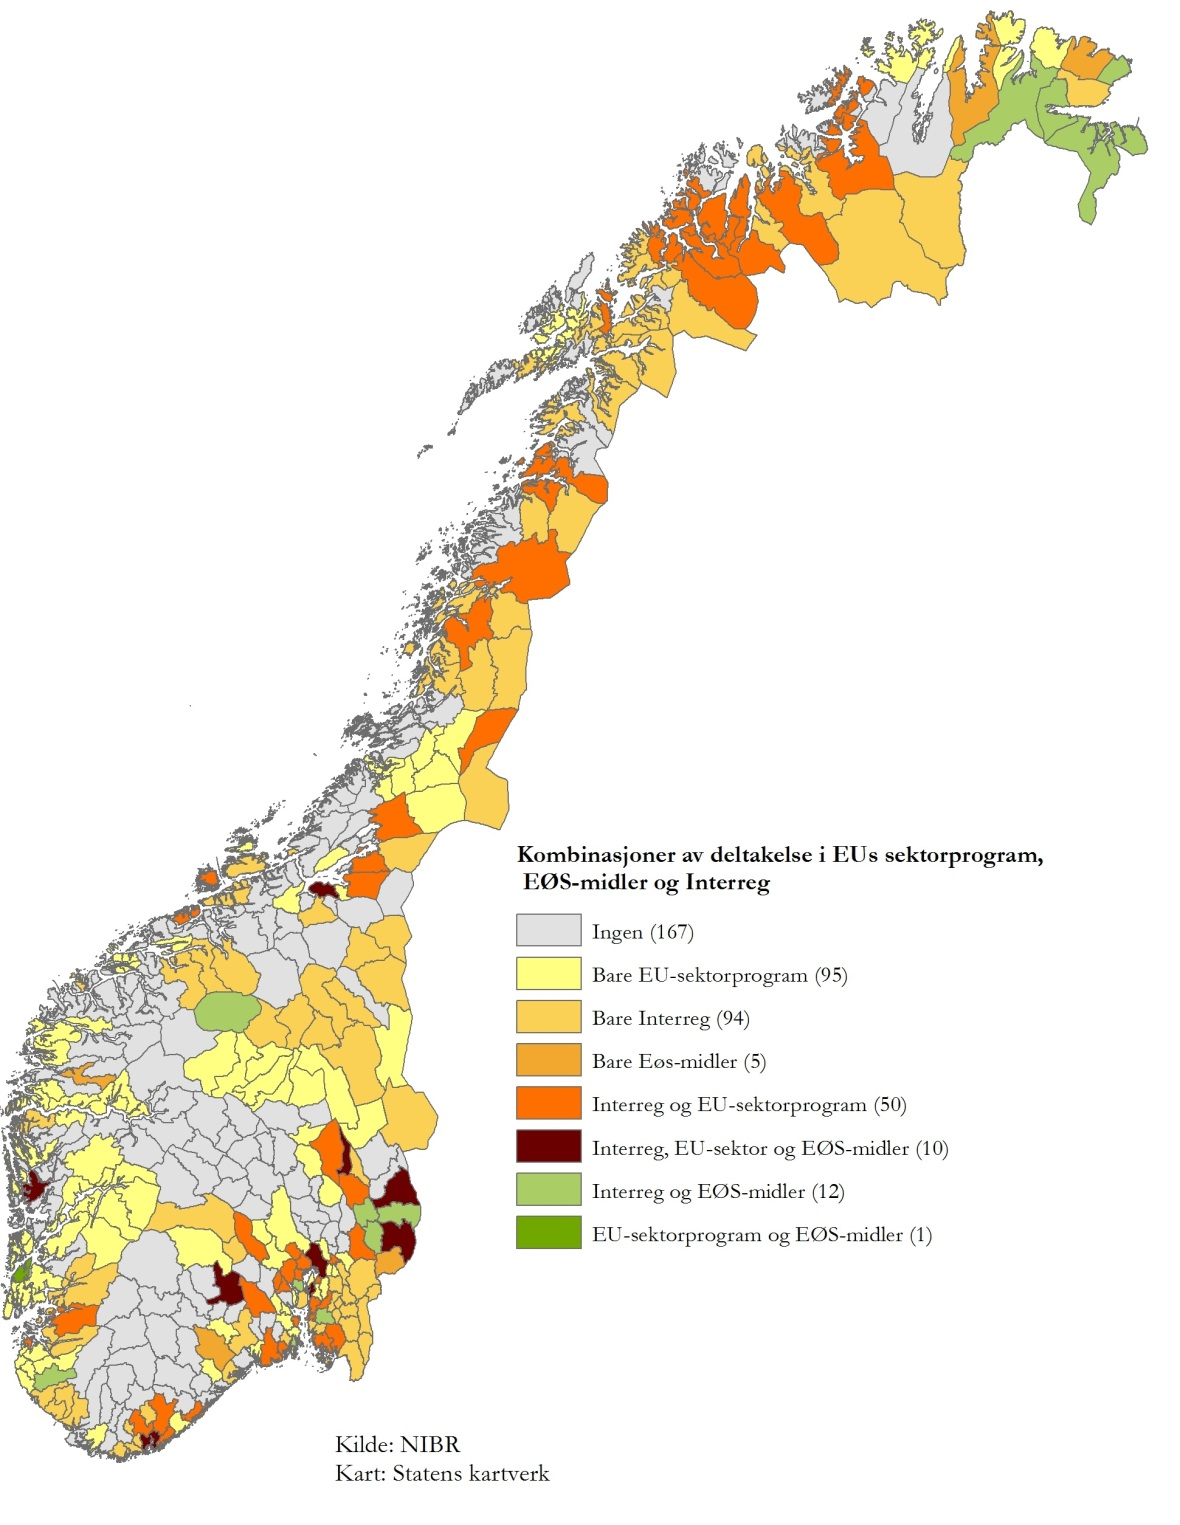 Kombinasjoner av deltakelse i EUs sektorprogram,
EØS-midler og Interreg
Ingen (167)
Bare EU-sektorprogram (95)
Bare Interreg (94)
Bare Eøs-midler (5)
Interreg og EU-sektorprogram (50)
Interreg, EU-sektor og EØS-midler (10)
Interreg og EØS-midler (12)
EU-sektorprogram og EØS-midler (1)
Kilde: NIBR
Kart: Statens kartverk